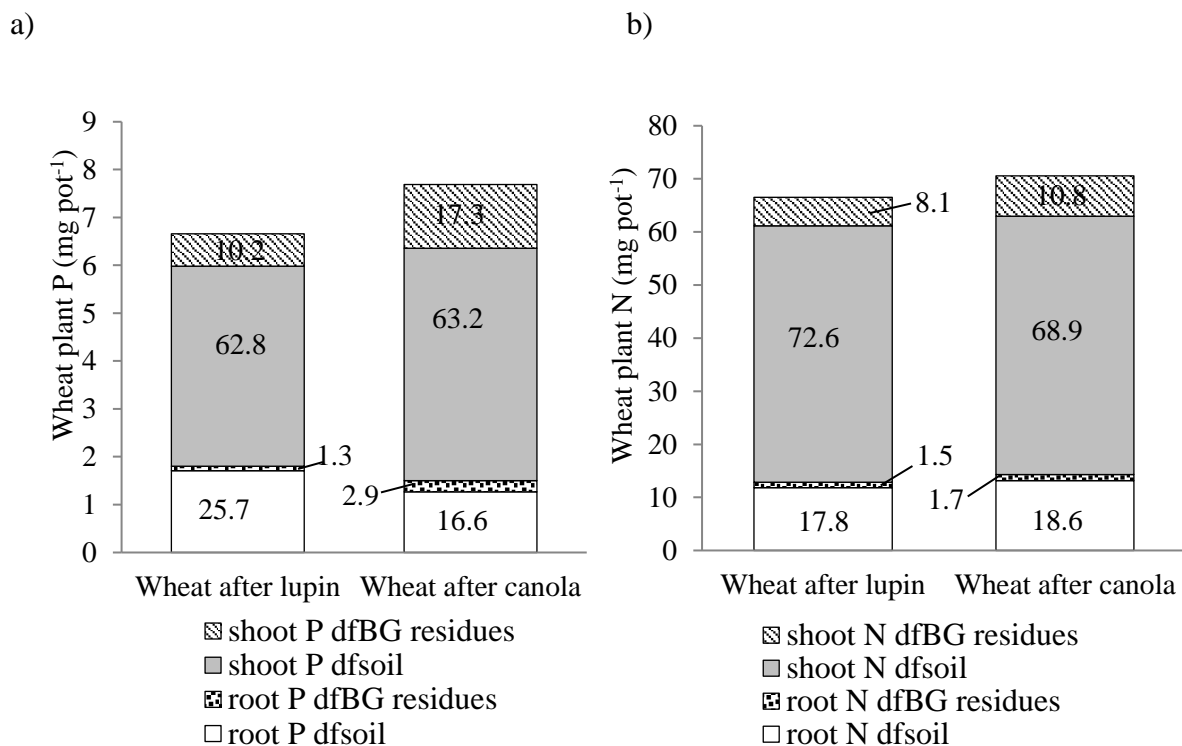 a)
b)
Wheat plant P (mg pot-1)
9
8
7
6
5
4
3
2
1
0
10.2
62.8
1.3
25.7
17.3
63.2
2.9
16.6
Wheat after lupin
Wheat after canola
shoot P dfBG residues
shoot P dfsoil
root P dfBG residues
root P dfsoil
Wheat plant N (mg pot-1)
80
70
60
50
40
30
20
10
0
8.1
72.6
1.5
17.8
10.8
68.9
1.7
18.6
Wheat after lupin
Wheat after canola
shoot N dfBG residues
shoot N dfsoil
root N dfBG residues
root N dfsoil